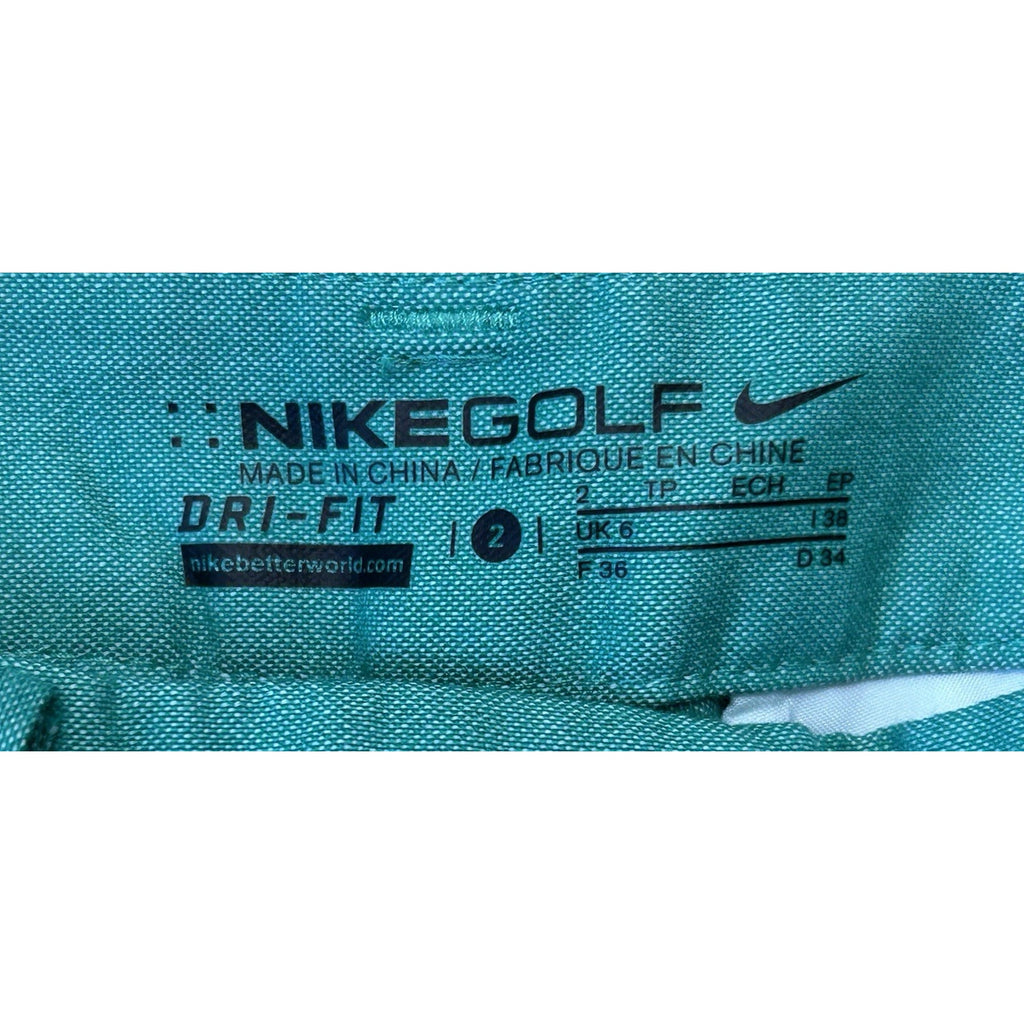 NIKEGOLF
MADE IN CHINA / FABRIQUE EN CHINE
DRI-FIT
nikebetterworld.com
| 2 |
2 TP ECH EP
UK 6 I 38
F 36 D 34